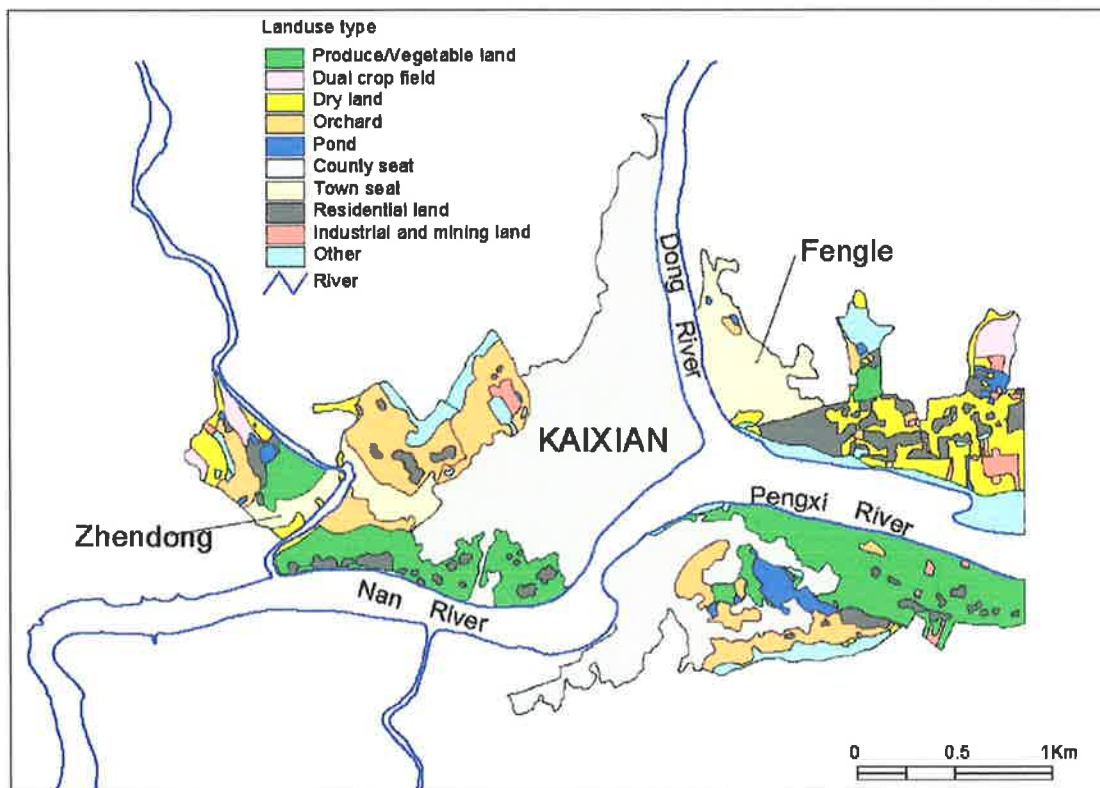 Landuse type
Produce/Vegetable land
Dual crop field
Dry land
Orchard
Pond
County seat
Town seat
Residential land
Industrial and mining land
Other
River
Dong River
Fengle
KAIXIAN
Pengxi River
Zhendong
Nan River
0 0.5 1Km